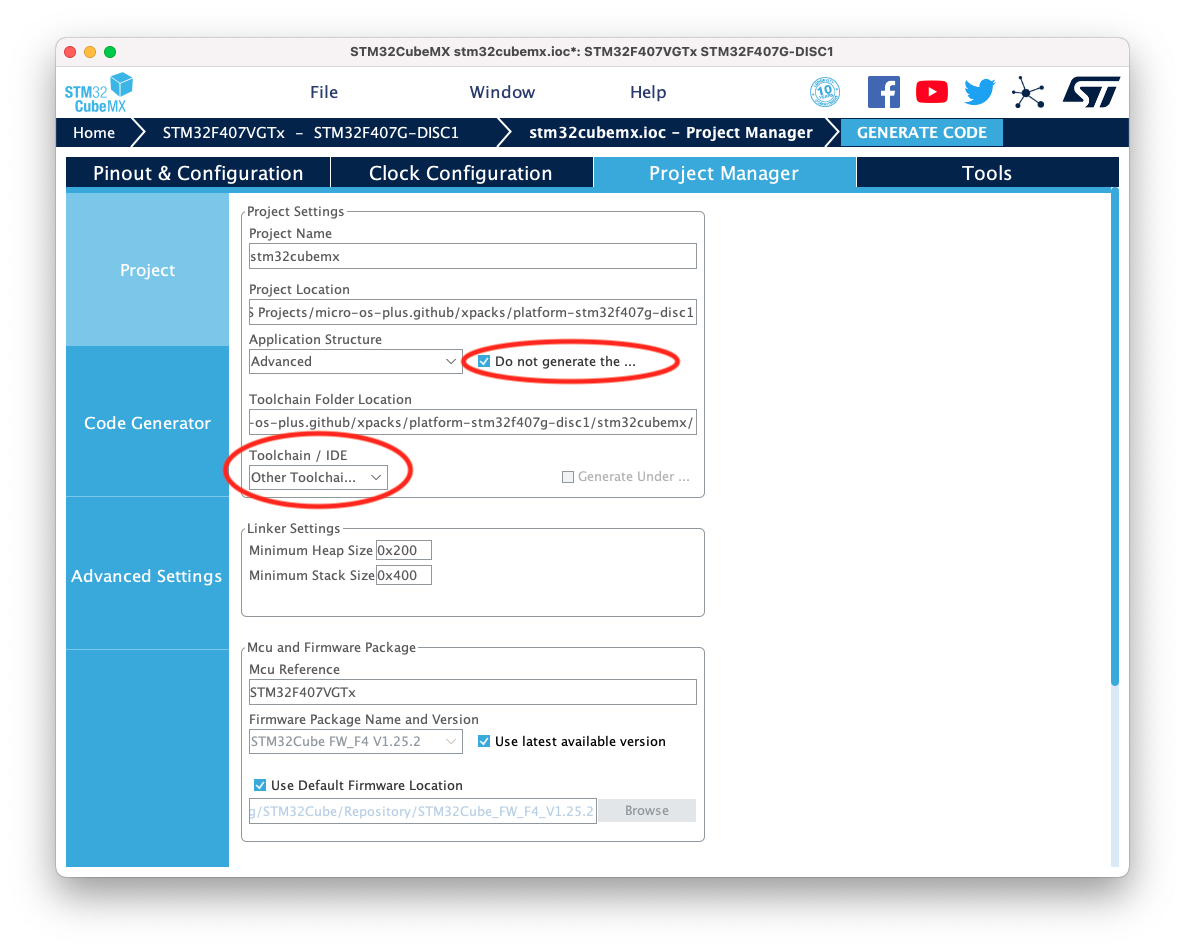 STM32CubeMX stm32cubemx.ioc*: STM32F407VGTx STM32F407G-DISC1
STM32
CubeMX
File
Window
Help
10
ST
Home
STM32F407VGTx - STM32F407G-DISC1
stm32cubemx.ioc - Project Manager
GENERATE CODE
Pinout & Configuration
Clock Configuration
Project Manager
Tools
Project
Code Generator
Advanced Settings
Project Settings
Project Name
stm32cubemx
Project Location
S Projects/micro-os-plus.github/xpacks/platform-stm32f407g-disc1
Application Structure
Advanced
Do not generate the ...
Toolchain Folder Location
-os-plus.github/xpacks/platform-stm32f407g-disc1/stm32cubemx/
Toolchain / IDE
Other Toolchai...
Generate Under ...
Linker Settings
Minimum Heap Size 0x200
Minimum Stack Size 0x400
Mcu and Firmware Package
Mcu Reference
STM32F407VGTx
Firmware Package Name and Version
STM32Cube FW_F4 V1.25.2
Use latest available version
Use Default Firmware Location
g/STM32Cube/Repository/STM32Cube_FW_F4_V1.25.2
Browse